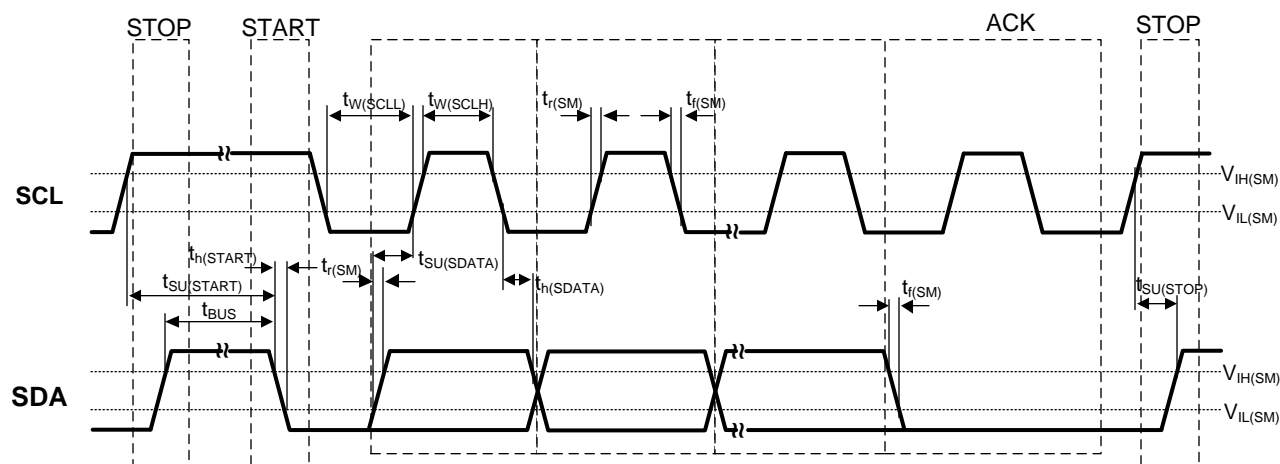 STOP START ACK STOP
tW(SCLL) tW(SCLH) tr(SM) tf(SM)
SCL
VIH(SM)
VIL(SM)
th(START) tr(SM) tSU(SDATA)
tSU(START) th(SDATA) tf(SM) tSU(STOP)
tBUS
SDA
VIH(SM)
VIL(SM)